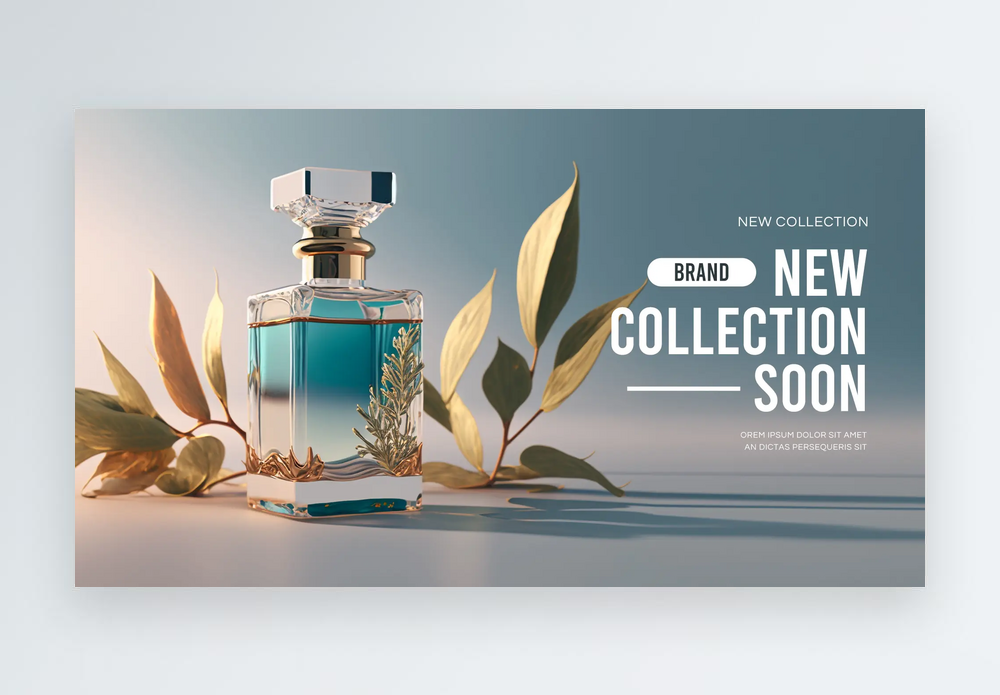 NEW COLLECTION
BRAND NEW
COLLECTION
SOON
OREM IPSUM DOLOR SIT AMET
AN DICTAS PERSEQUERIS SIT